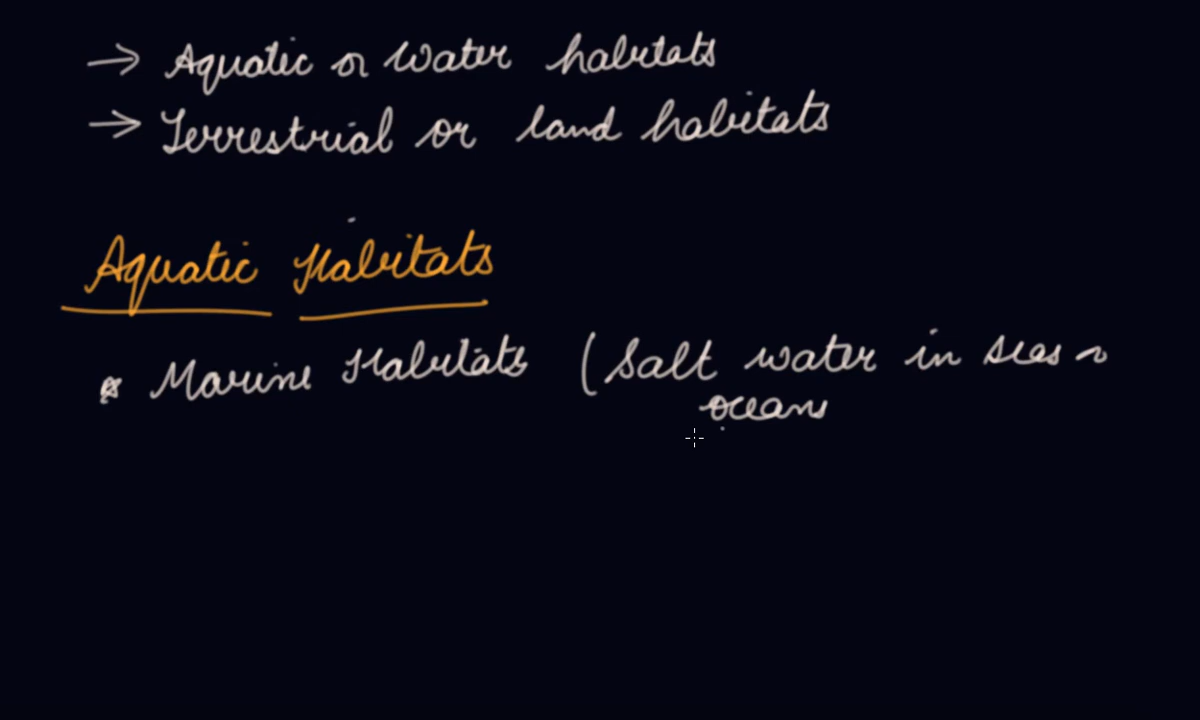 → Aquatic or Water habitats
→ Terrestrial or land habitats
Aquatic Habitats
* Marine Habitats (Salt water in seas ~
oceans